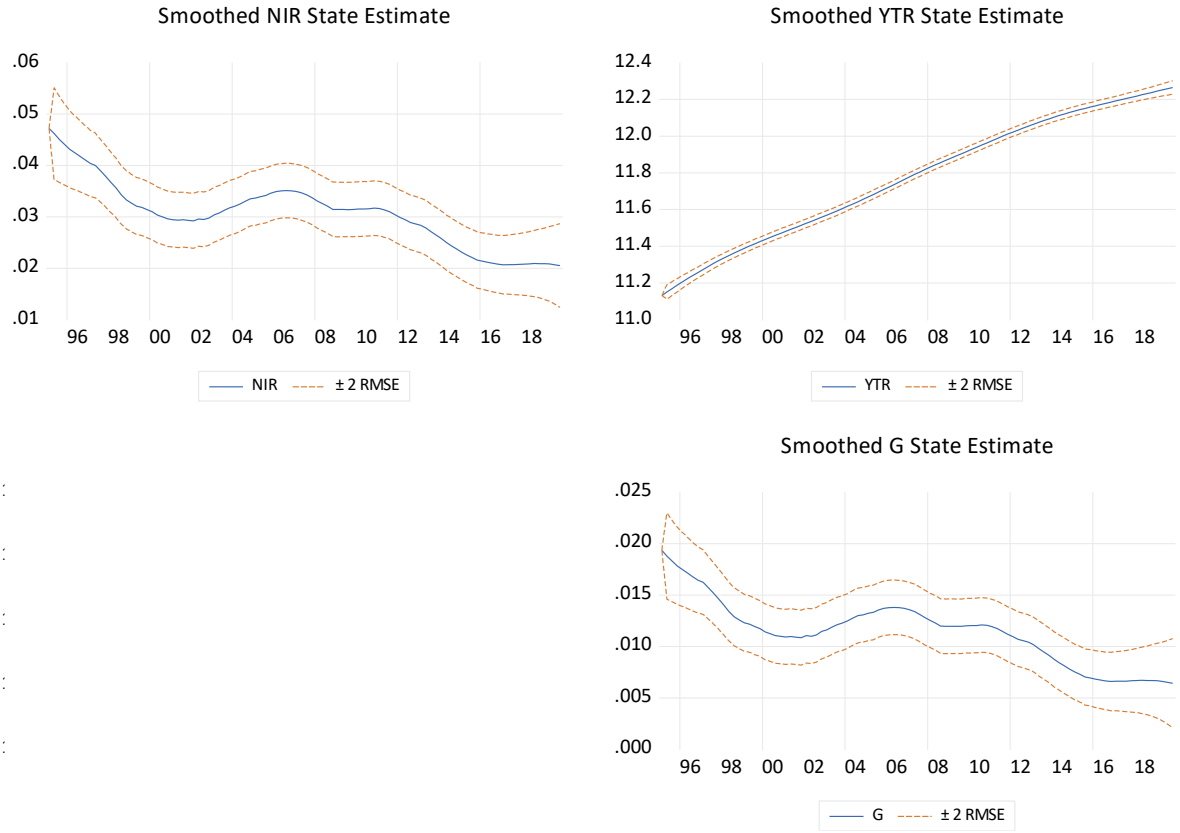 Smoothed NIR State Estimate
.06
.05
.04
.03
.02
.01
96 98 00 02 04 06 08 10 12 14 16 18
NIR ± 2 RMSE
Smoothed YTR State Estimate
12.4
12.2
12.0
11.8
11.6
11.4
11.2
11.0
96 98 00 02 04 06 08 10 12 14 16 18
YTR ± 2 RMSE
Smoothed G State Estimate
.025
.020
.015
.010
.005
.000
96 98 00 02 04 06 08 10 12 14 16 18
G ± 2 RMSE